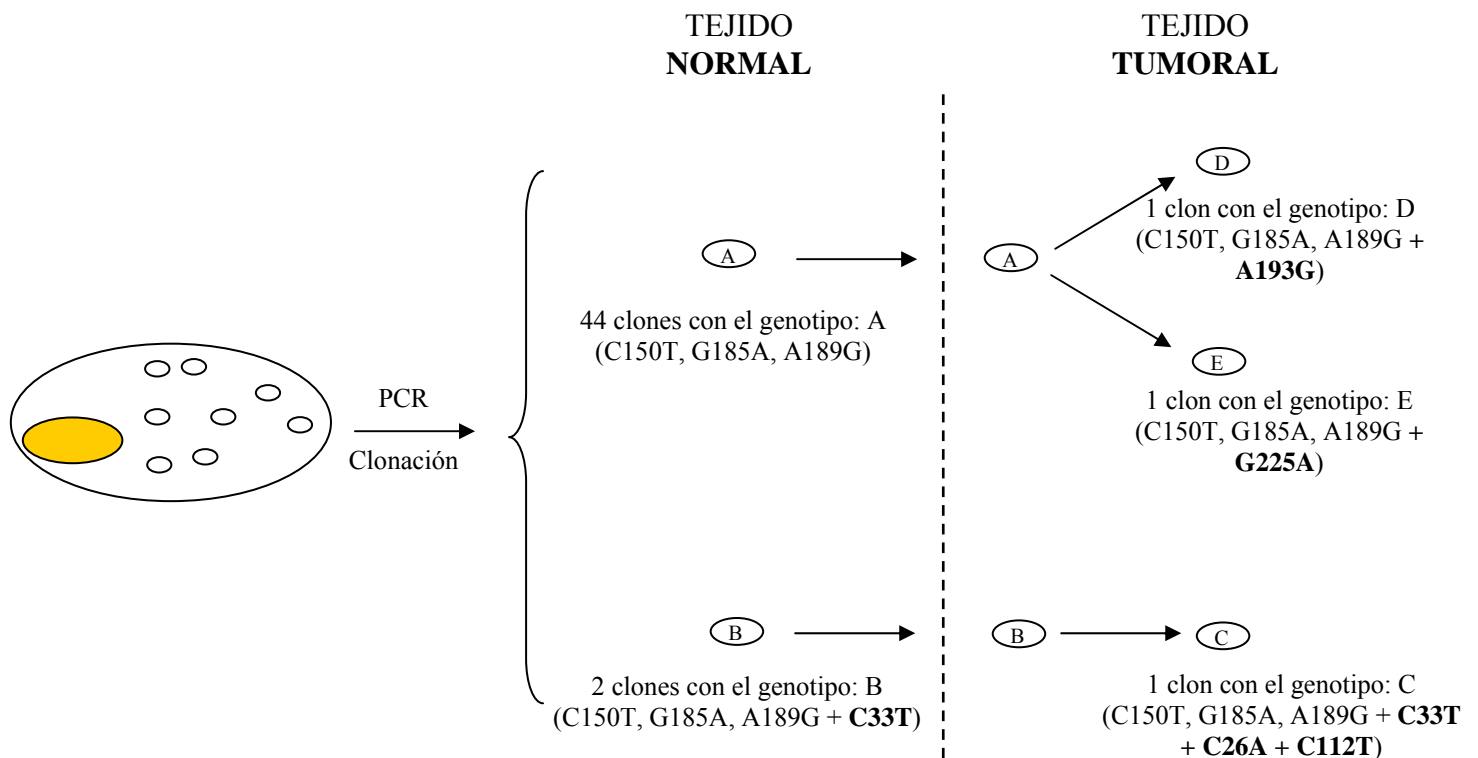 TEJIDO
NORMAL
TEJIDO
TUMORAL
PCR
Clonación
A
44 clones con el genotipo: A
(C150T, G185A, A189G)
A
D
1 clon con el genotipo: D
(C150T, G185A, A189G +
A193G)
E
1 clon con el genotipo: E
(C150T, G185A, A189G +
G225A)
B
2 clones con el genotipo: B
(C150T, G185A, A189G + C33T)
B
C
1 clon con el genotipo: C
(C150T, G185A, A189G + C33T
+ C26A + C112T)